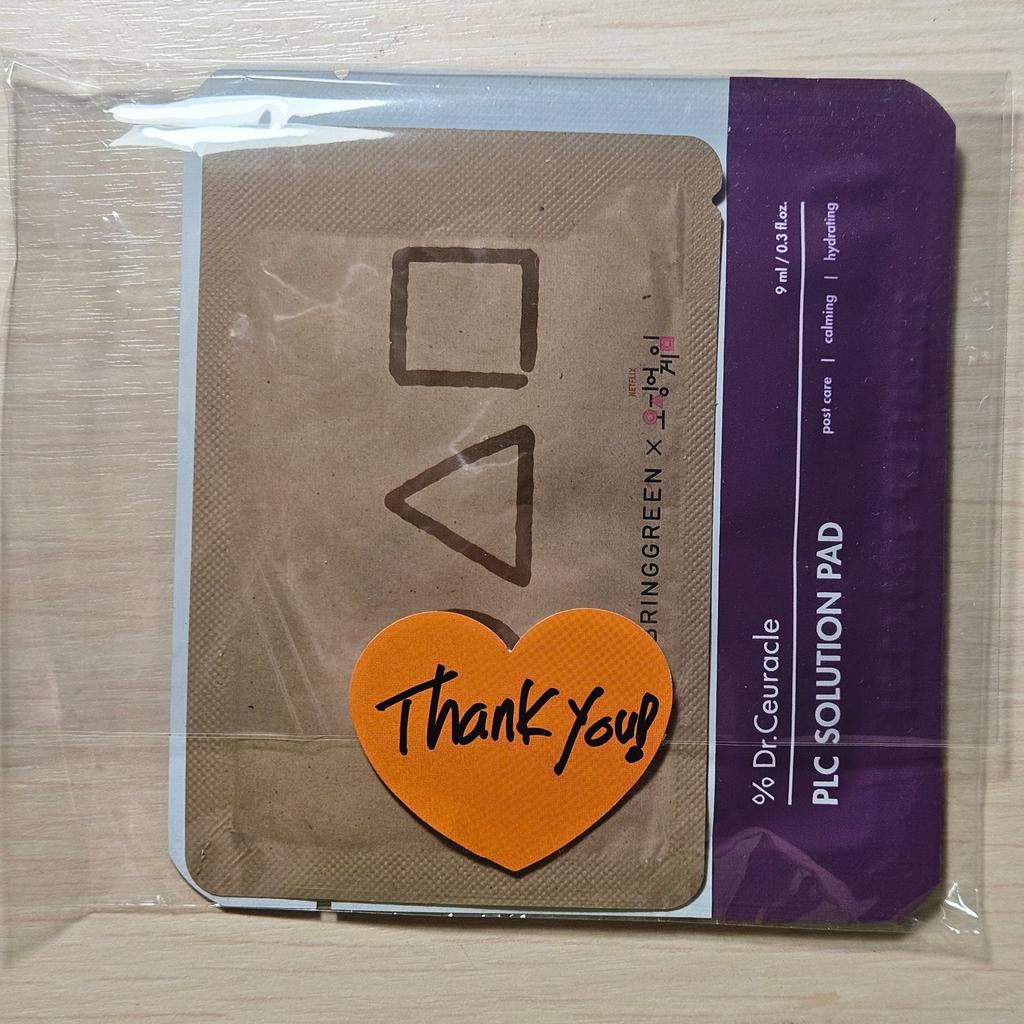 Thank You!
BRINGGREEN × 오징어 게임
NETFLIX
Dr.Ceuracle
9 ml / 0.3 fl.oz.
PLC SOLUTION PAD
post care | calming | hydrating